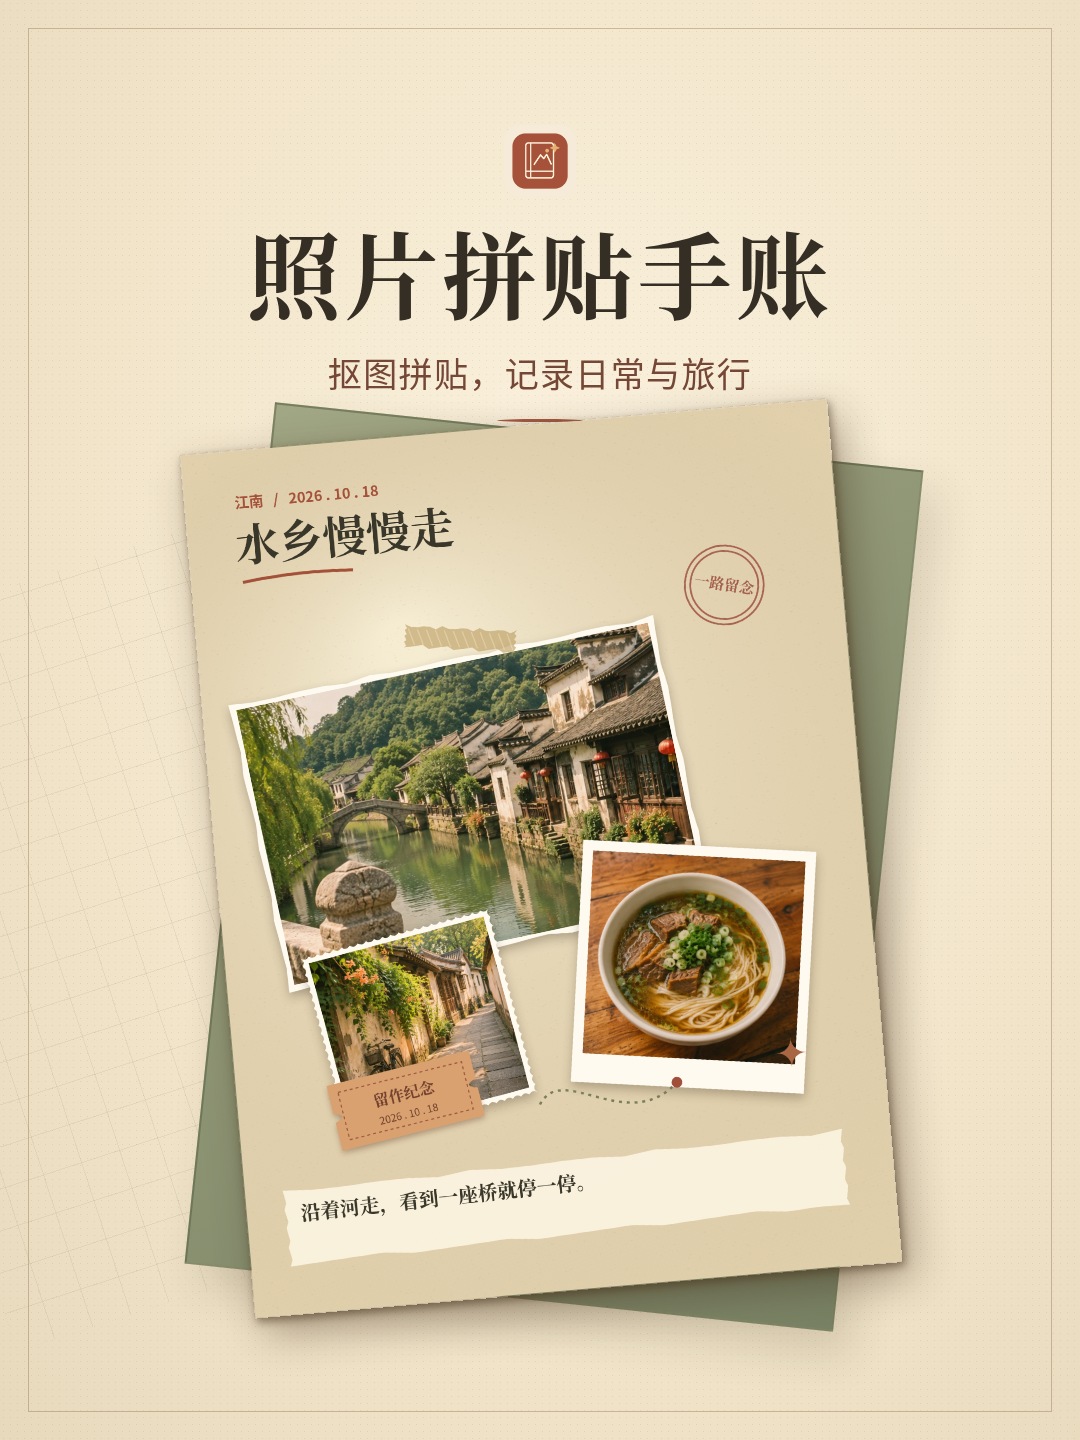 照片拼贴手账
抠图拼贴，记录日常与旅行
江南 / 2026.10.18
水乡慢慢走
一路留念
留作纪念
2026.10.18
沿着河走，看到一座桥就停一停。